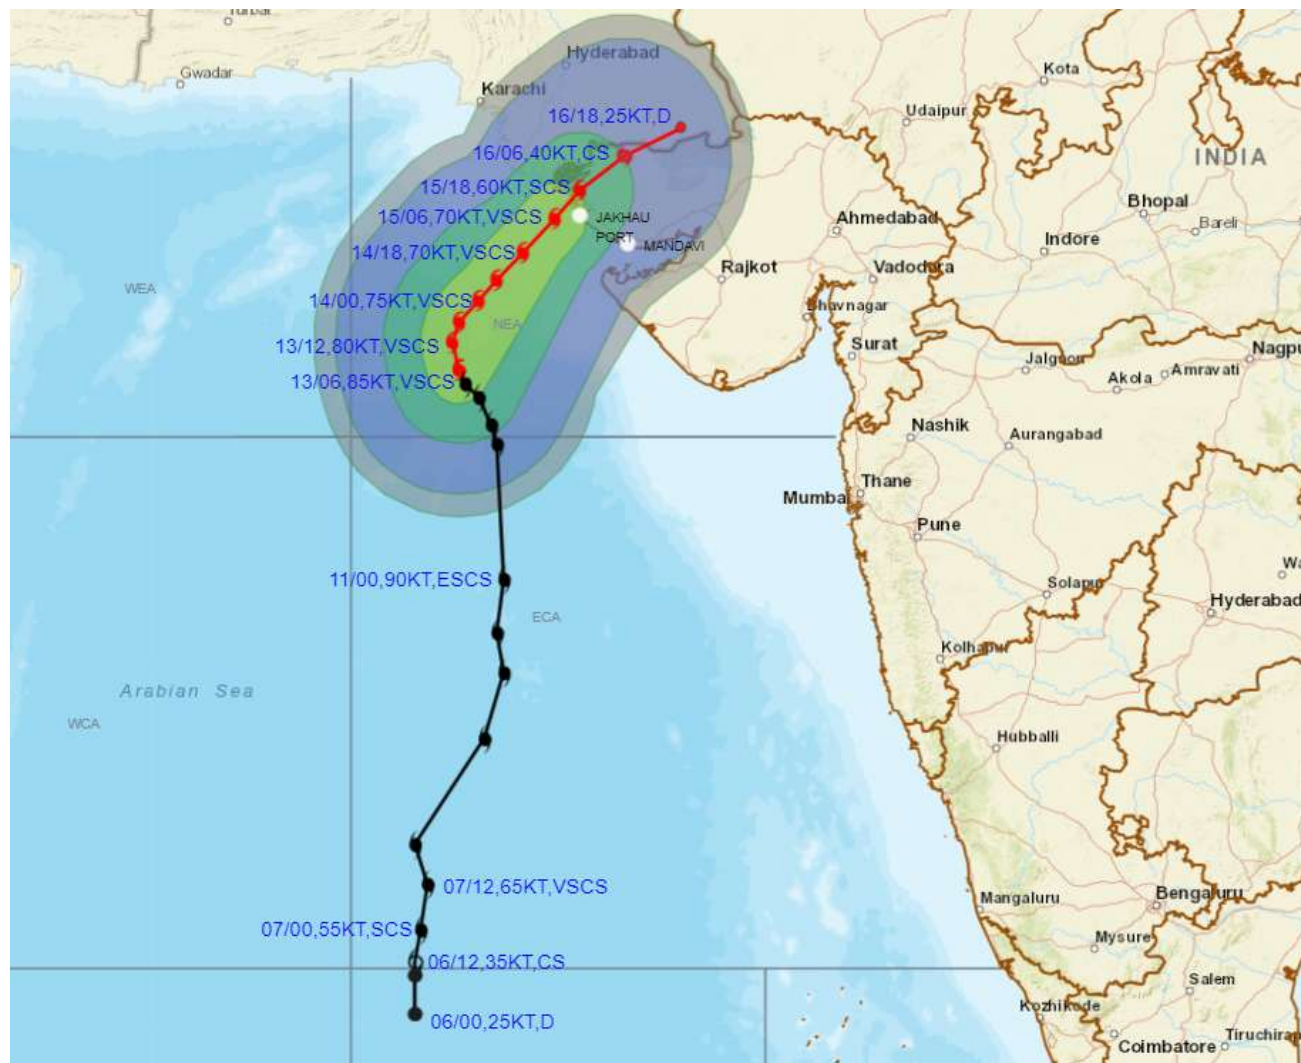 Turbat
Gwadar
Hyderabad
Karachi
Kota
16/18,25KT,D
Udaipur
16/06,40KT,CS
INDIA
15/18,60KT,SCS
Bhopal
15/06,70KT,VSCS
JAKHAU
PORT
Ahmedabad
Bareli
MANDAVI
Indore
14/18,70KT,VSCS
Rajkot
Vadodara
WEA
14/00,75KT,VSCS
Bhavnagar
NEA
13/12,80KT,VSCS
Surat
Jalgaon
Nagpu
Amravati
Akola
13/06,85KT,VSCS
Nashik
Aurangabad
Thane
Mumbai
Pune
11/00,90KT,ESCS
Solapur
Wa
Hyderabad
ECA
Kolhapur
Arabian Sea
WCA
Hubballi
07/12,65KT,VSCS
Mangaluru
Bengaluru
07/00,55KT,SCS
Mysure
06/12,35KT,CS
Salem
Kozhikode
06/00,25KT,D
Coimbatore
Tiruchirap